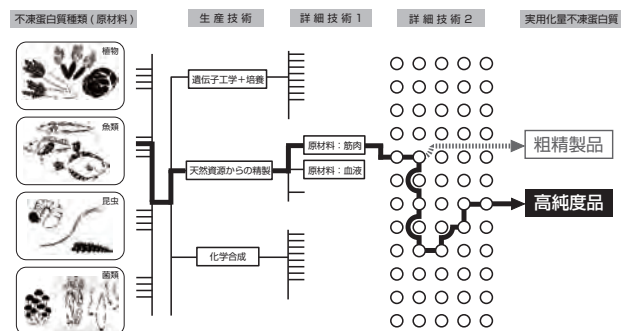 不凍蛋白質種類(原材料)
生産技術
詳細技術1
詳細技術2
実用化量不凍蛋白質
植物
魚類
昆虫
菌類
遺伝子工学+培養
天然資源からの精製
化学合成
原材料:筋肉
原材料:血液
粗精製品
高純度品